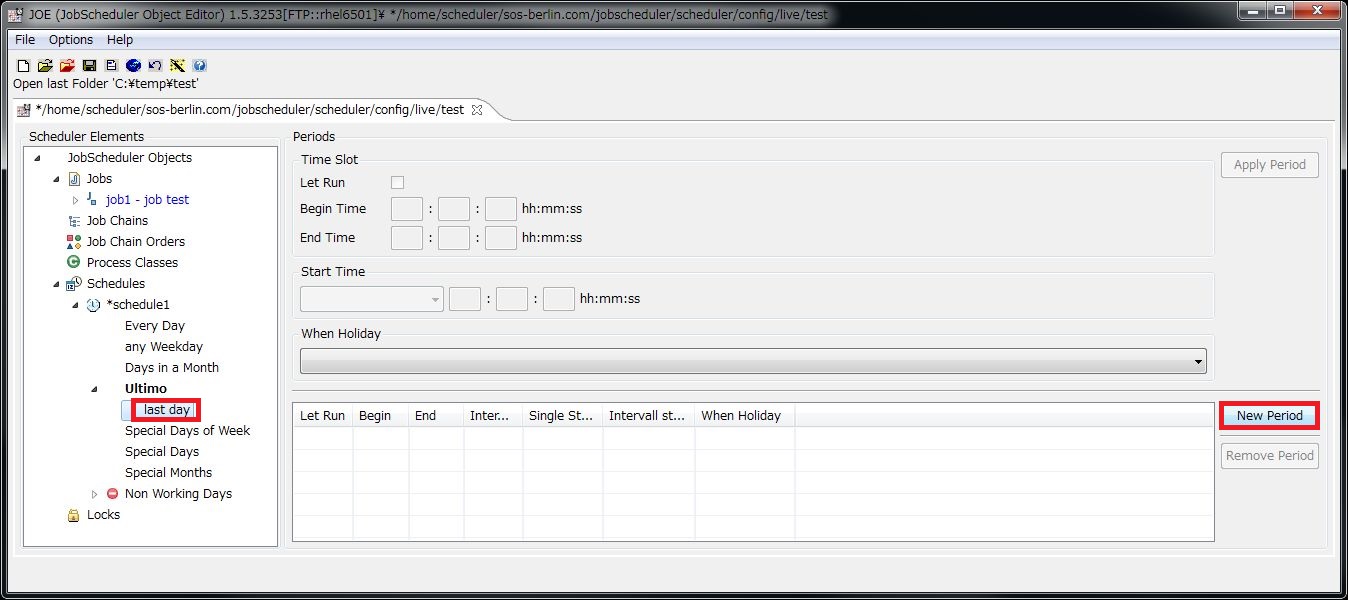 JOE (JobScheduler Object Editor) 1.5.3253[FTP::rhel6501]¥ */home/scheduler/sos-berlin.com/jobscheduler/scheduler/config/live/test
File Options Help
Open last Folder 'C:¥temp¥test'
*/home/scheduler/sos-berlin.com/jobscheduler/scheduler/config/live/test
Scheduler Elements
JobScheduler Objects
Jobs
job1 - job test
Job Chains
Job Chain Orders
Process Classes
Schedules
*schedule1
Every Day
any Weekday
Days in a Month
Ultimo
last day
Special Days of Week
Special Days
Special Months
Non Working Days
Locks
Periods
Time Slot
Let Run
Begin Time : : hh:mm:ss
End Time : : hh:mm:ss
Start Time
: : hh:mm:ss
When Holiday
Let Run Begin End Inter... Single St... Intervall st... When Holiday
Apply Period
New Period
Remove Period